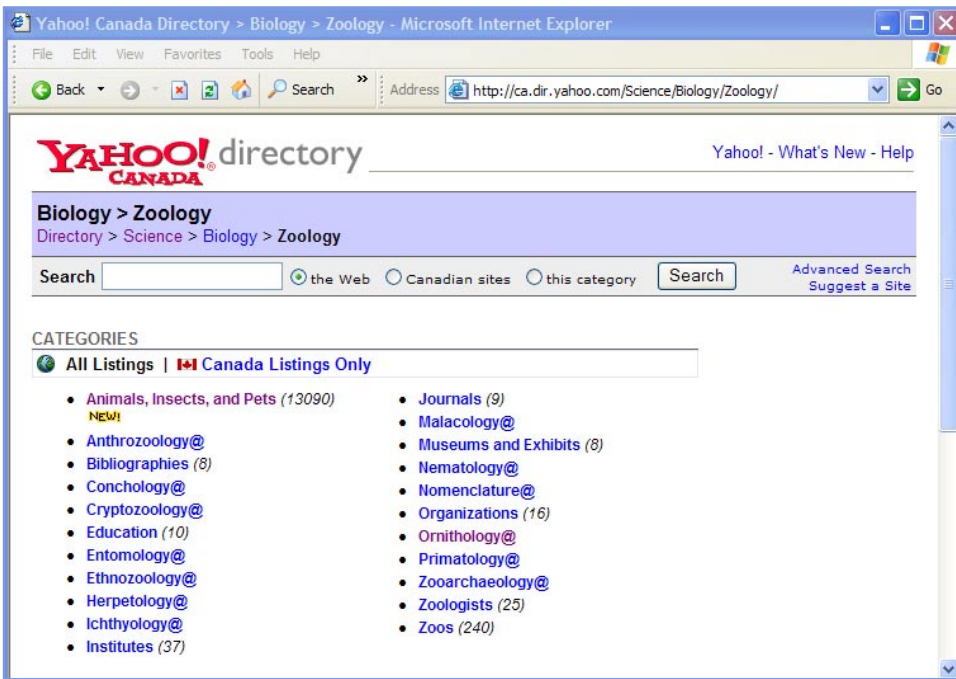 Yahoo! Canada Directory > Biology > Zoology - Microsoft Internet Explorer
File Edit View Favorites Tools Help
Back Search » Address http://ca.dir.yahoo.com/Science/Biology/Zoology/ Go
YAHOO! CANADA directory
Yahoo! - What's New - Help
Biology > Zoology
Directory > Science > Biology > Zoology
Search the Web Canadian sites this category Search
Advanced Search
Suggest a Site
CATEGORIES
All Listings | Canada Listings Only
Animals, Insects, and Pets (13090)
NEW!
Anthrozoology@
Bibliographies (8)
Conchology@
Cryptozoology@
Education (10)
Entomology@
Ethnozoology@
Herpetology@
Ichthyology@
Institutes (37)
Journals (9)
Malacology@
Museums and Exhibits (8)
Nematology@
Nomenclature@
Organizations (16)
Ornithology@
Primatology@
Zooarchaeology@
Zoologists (25)
Zoos (240)